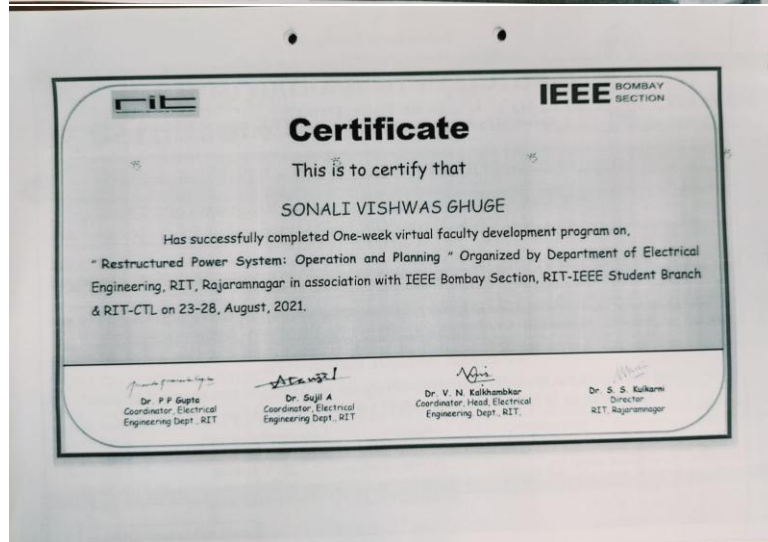 rit
IEEE BOMBAY
SECTION
Certificate
This is to certify that
SONALI VISHWAS GHUGE
Has successfully completed One-week virtual faculty development program on,
" Restructured Power System: Operation and Planning " Organized by Department of Electrical
Engineering, RIT, Rajaramnagar in association with IEEE Bombay Section, RIT-IEEE Student Branch
& RIT-CTL on 23-28, August, 2021.
Dr. P P Gupta
Coordinator, Electrical
Engineering Dept., RIT
Dr. Sujil A
Coordinator, Electrical
Engineering Dept., RIT
Dr. V. N. Kalkhambkar
Coordinator, Head, Electrical
Engineering. Dept., RIT.
Dr. S. S. Kulkarni
Director
RIT, Rajaramnagar